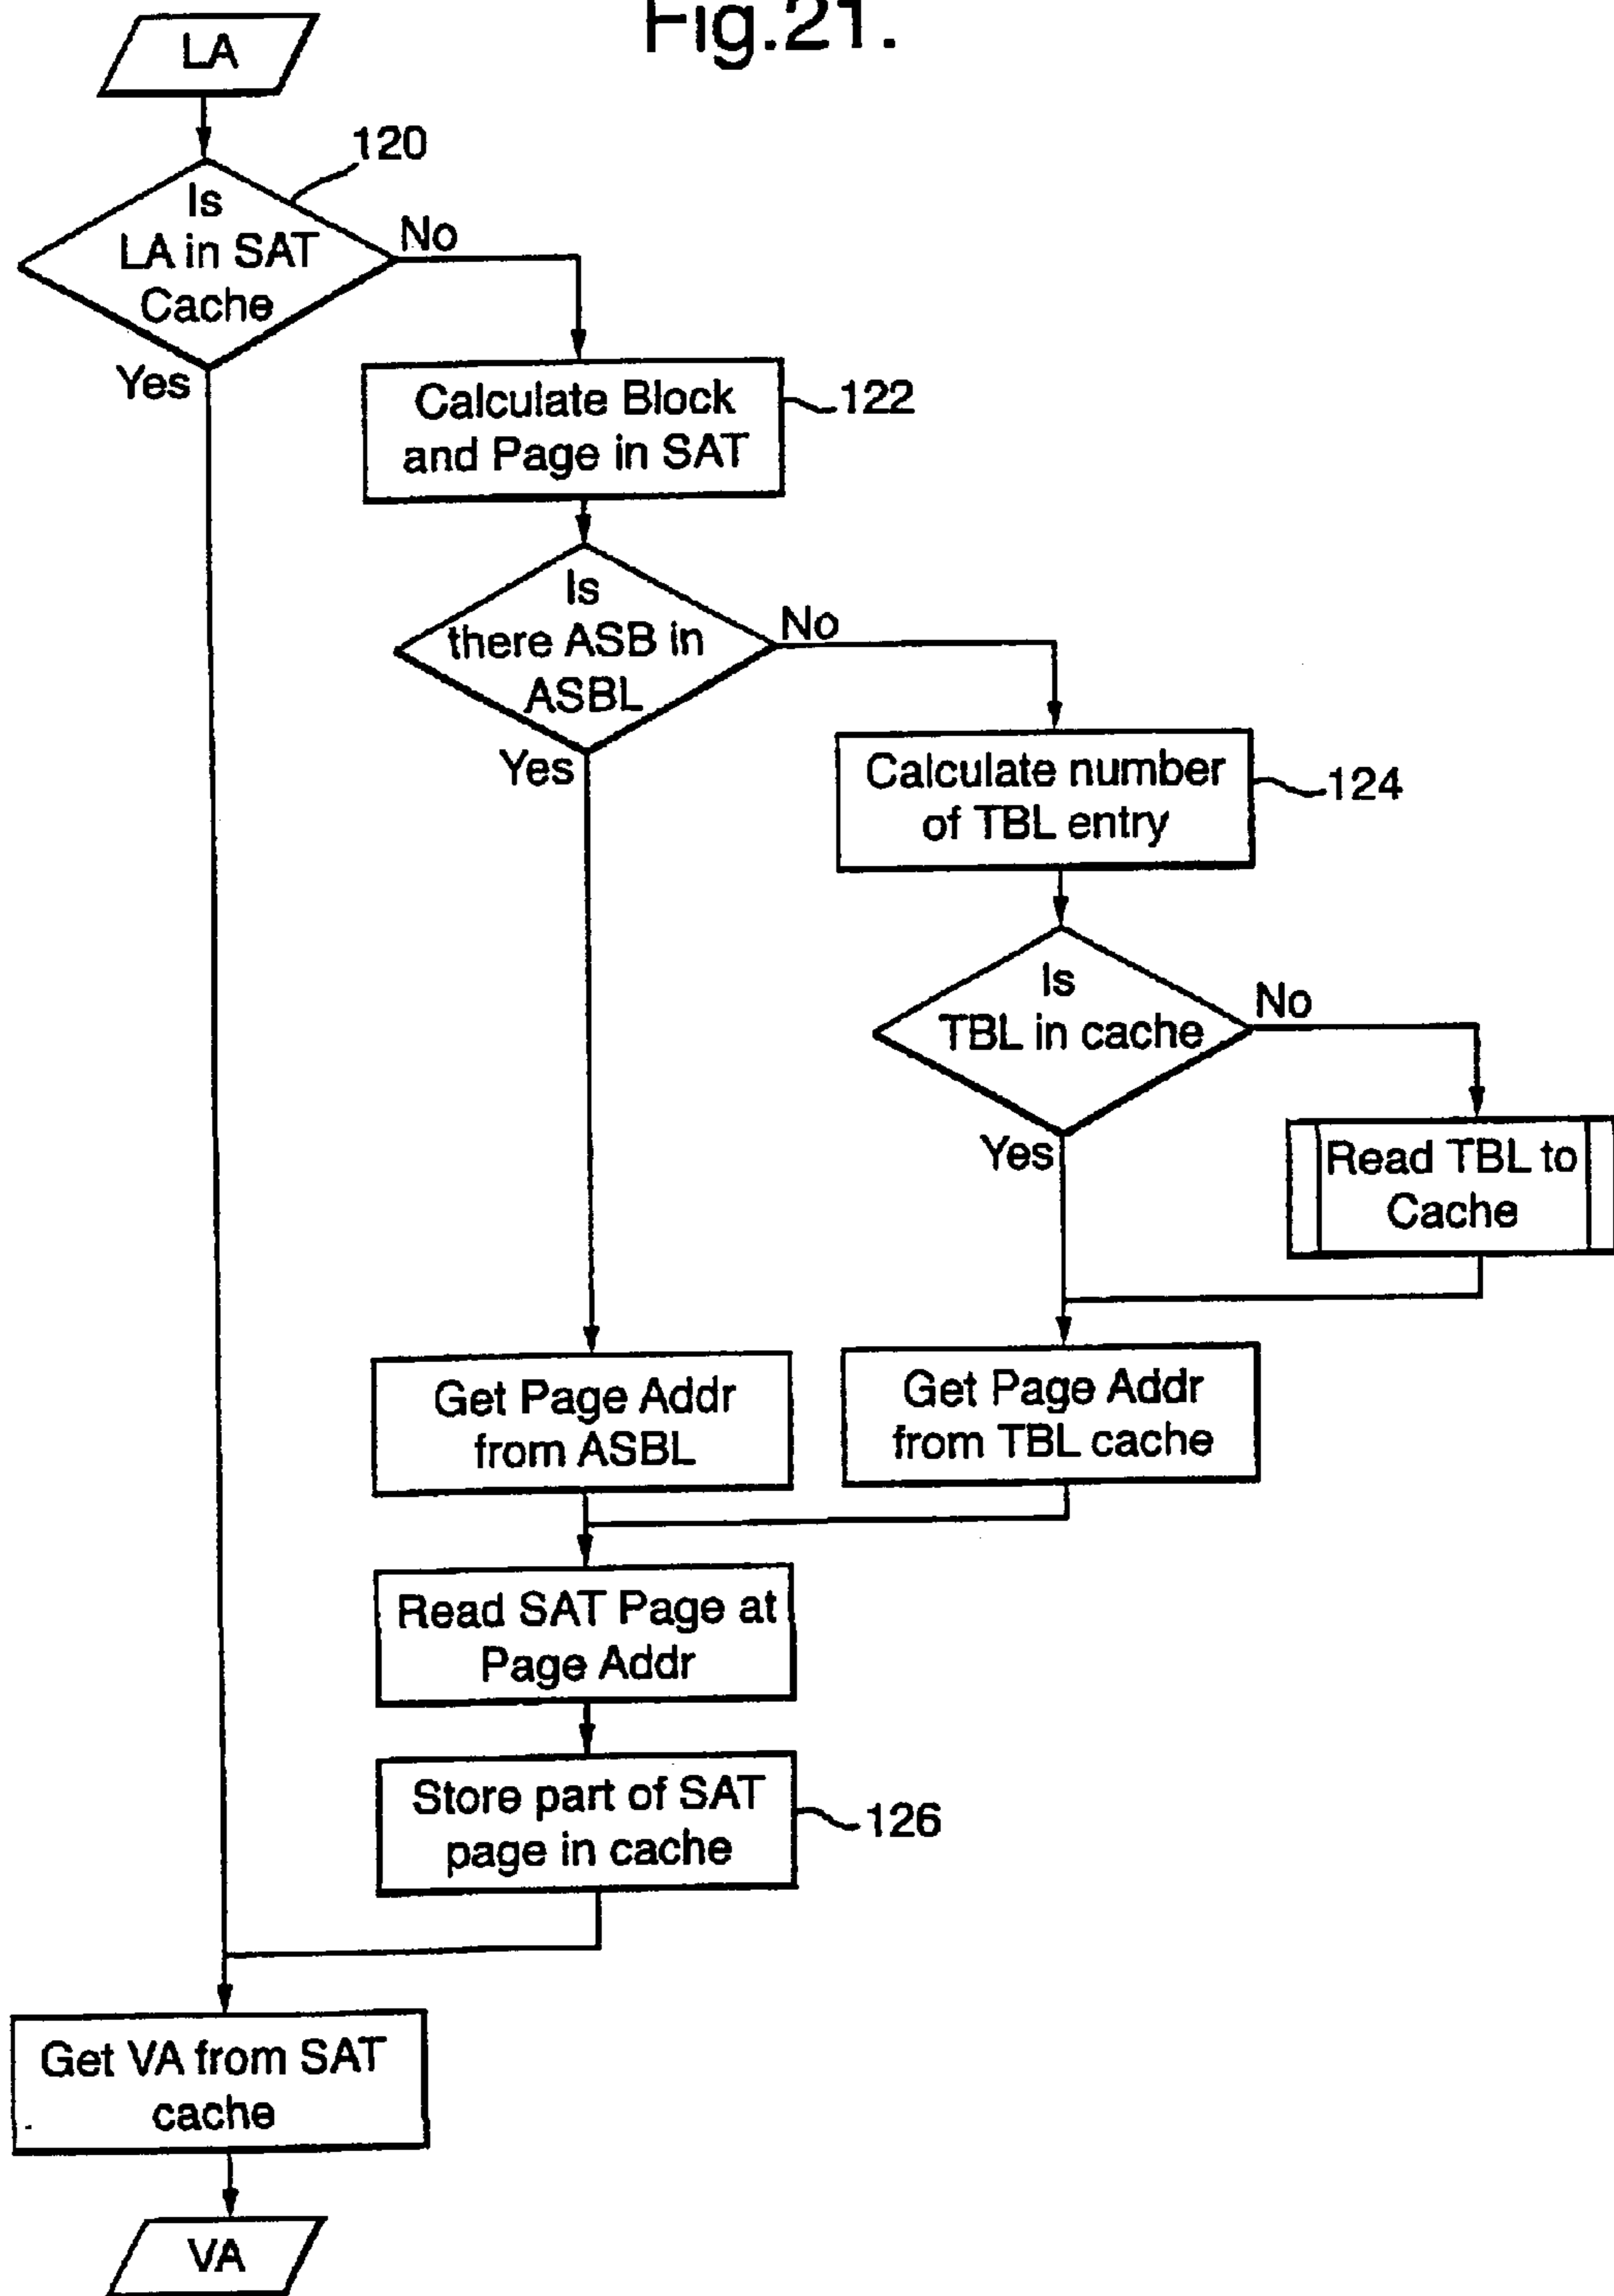 Fig.21.
LA
120
Is
LA in SAT
Cache
No
Yes
Calculate Block
and Page in SAT
122
Is
there ASB in
ASBL
No
Yes
Calculate number
of TBL entry
124
Is
TBL in cache
No
Yes
Read TBL to
Cache
Get Page Addr
from ASBL
Get Page Addr
from TBL cache
Read SAT Page at
Page Addr
Store part of SAT
page in cache
126
Get VA from SAT
cache
VA